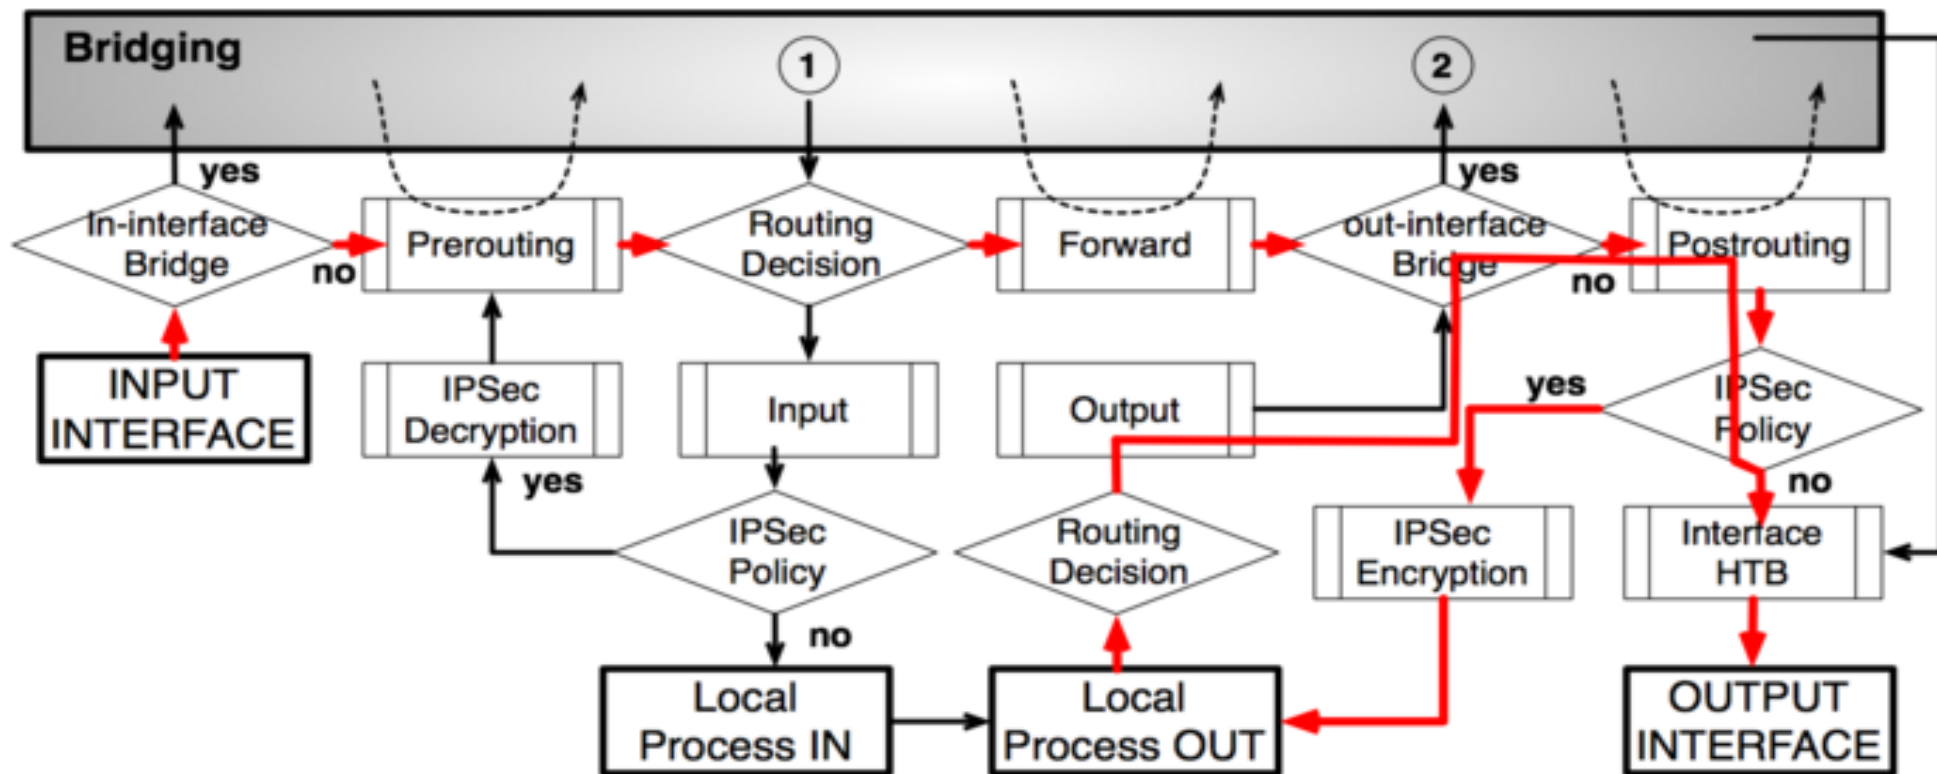 Bridging
1
2
yes
yes
In-interface
Bridge
no
Prerouting
Routing
Decision
Forward
out-interface
Bridge
no
Postrouting
INPUT
INTERFACE
IPSec
Decryption
yes
Input
Output
yes
IPSec
Policy
no
IPSec
Policy
no
Routing
Decision
IPSec
Encryption
Interface
HTB
Local
Process IN
Local
Process OUT
OUTPUT
INTERFACE